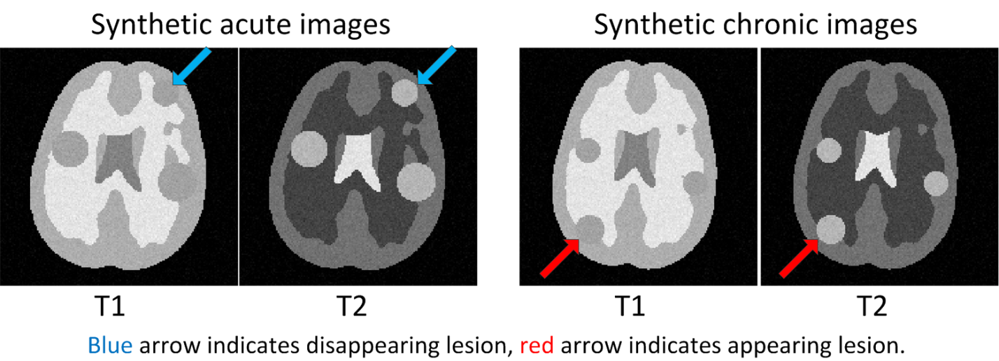 Synthetic acute images
Synthetic chronic images
T1
T2
T1
T2
Blue arrow indicates disappearing lesion, red arrow indicates appearing lesion.